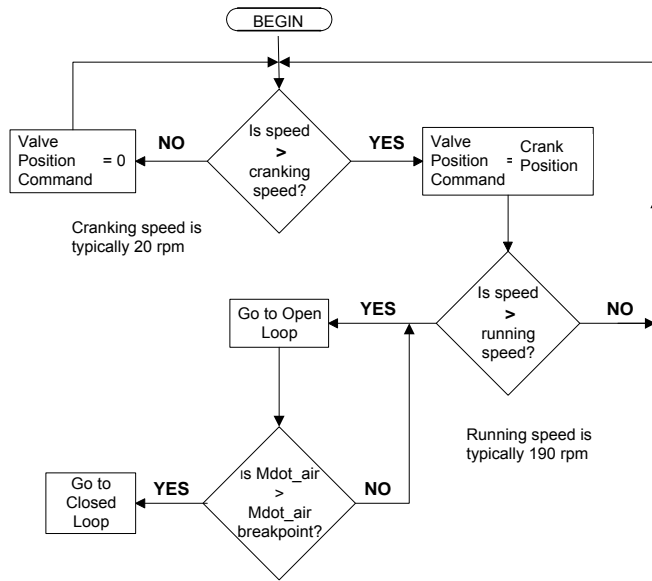 BEGIN
Is speed
>
cranking
speed?
NO
YES
Valve
Position = 0
Command
Valve Crank
Position = Position
Command
Cranking speed is
typically 20 rpm
Is speed
>
running
speed?
YES
NO
Go to Open
Loop
Running speed is
typically 190 rpm
Is Mdot_air
>
Mdot_air
breakpoint?
YES
NO
Go to
Closed
Loop